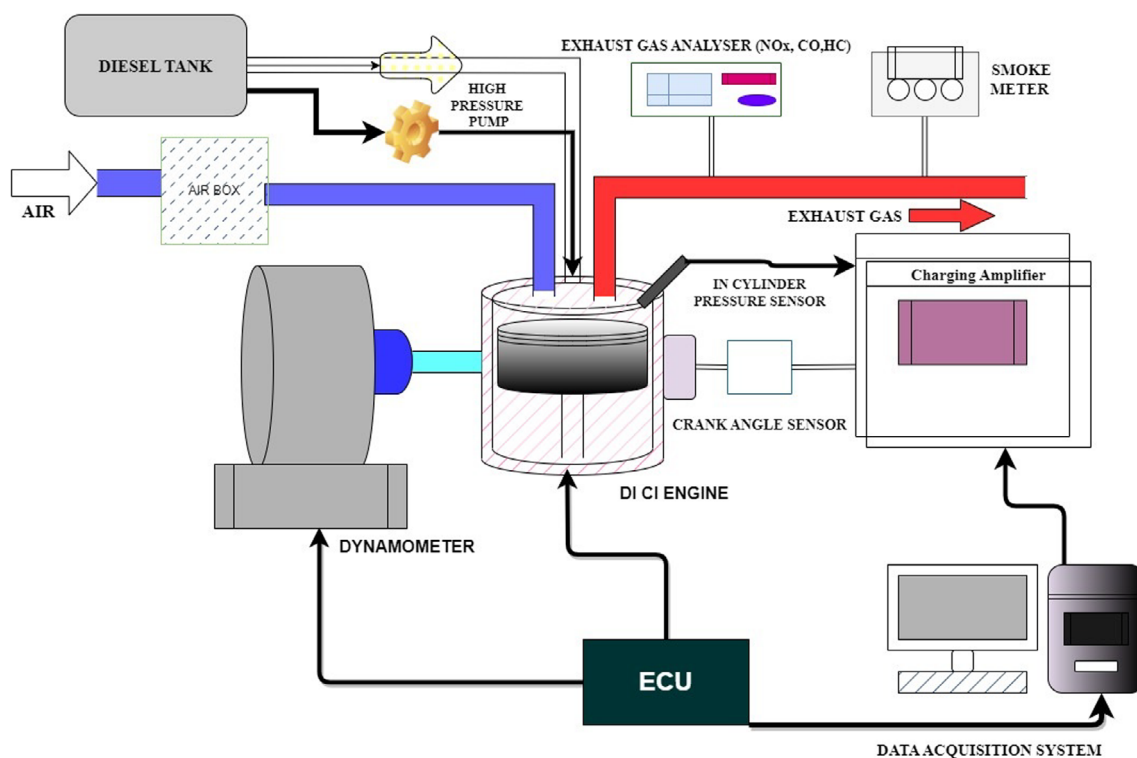 DIESEL TANK
EXHAUST GAS ANALYSER (NOx, CO,HC)
SMOKE
METER
HIGH
PRESSURE
PUMP
AIR BOX
AIR
EXHAUST GAS
IN CYLINDER
PRESSURE SENSOR
Charging Amplifier
CRANK ANGLE SENSOR
DI CI ENGINE
DYNAMOMETER
ECU
DATA ACQUISITION SYSTEM